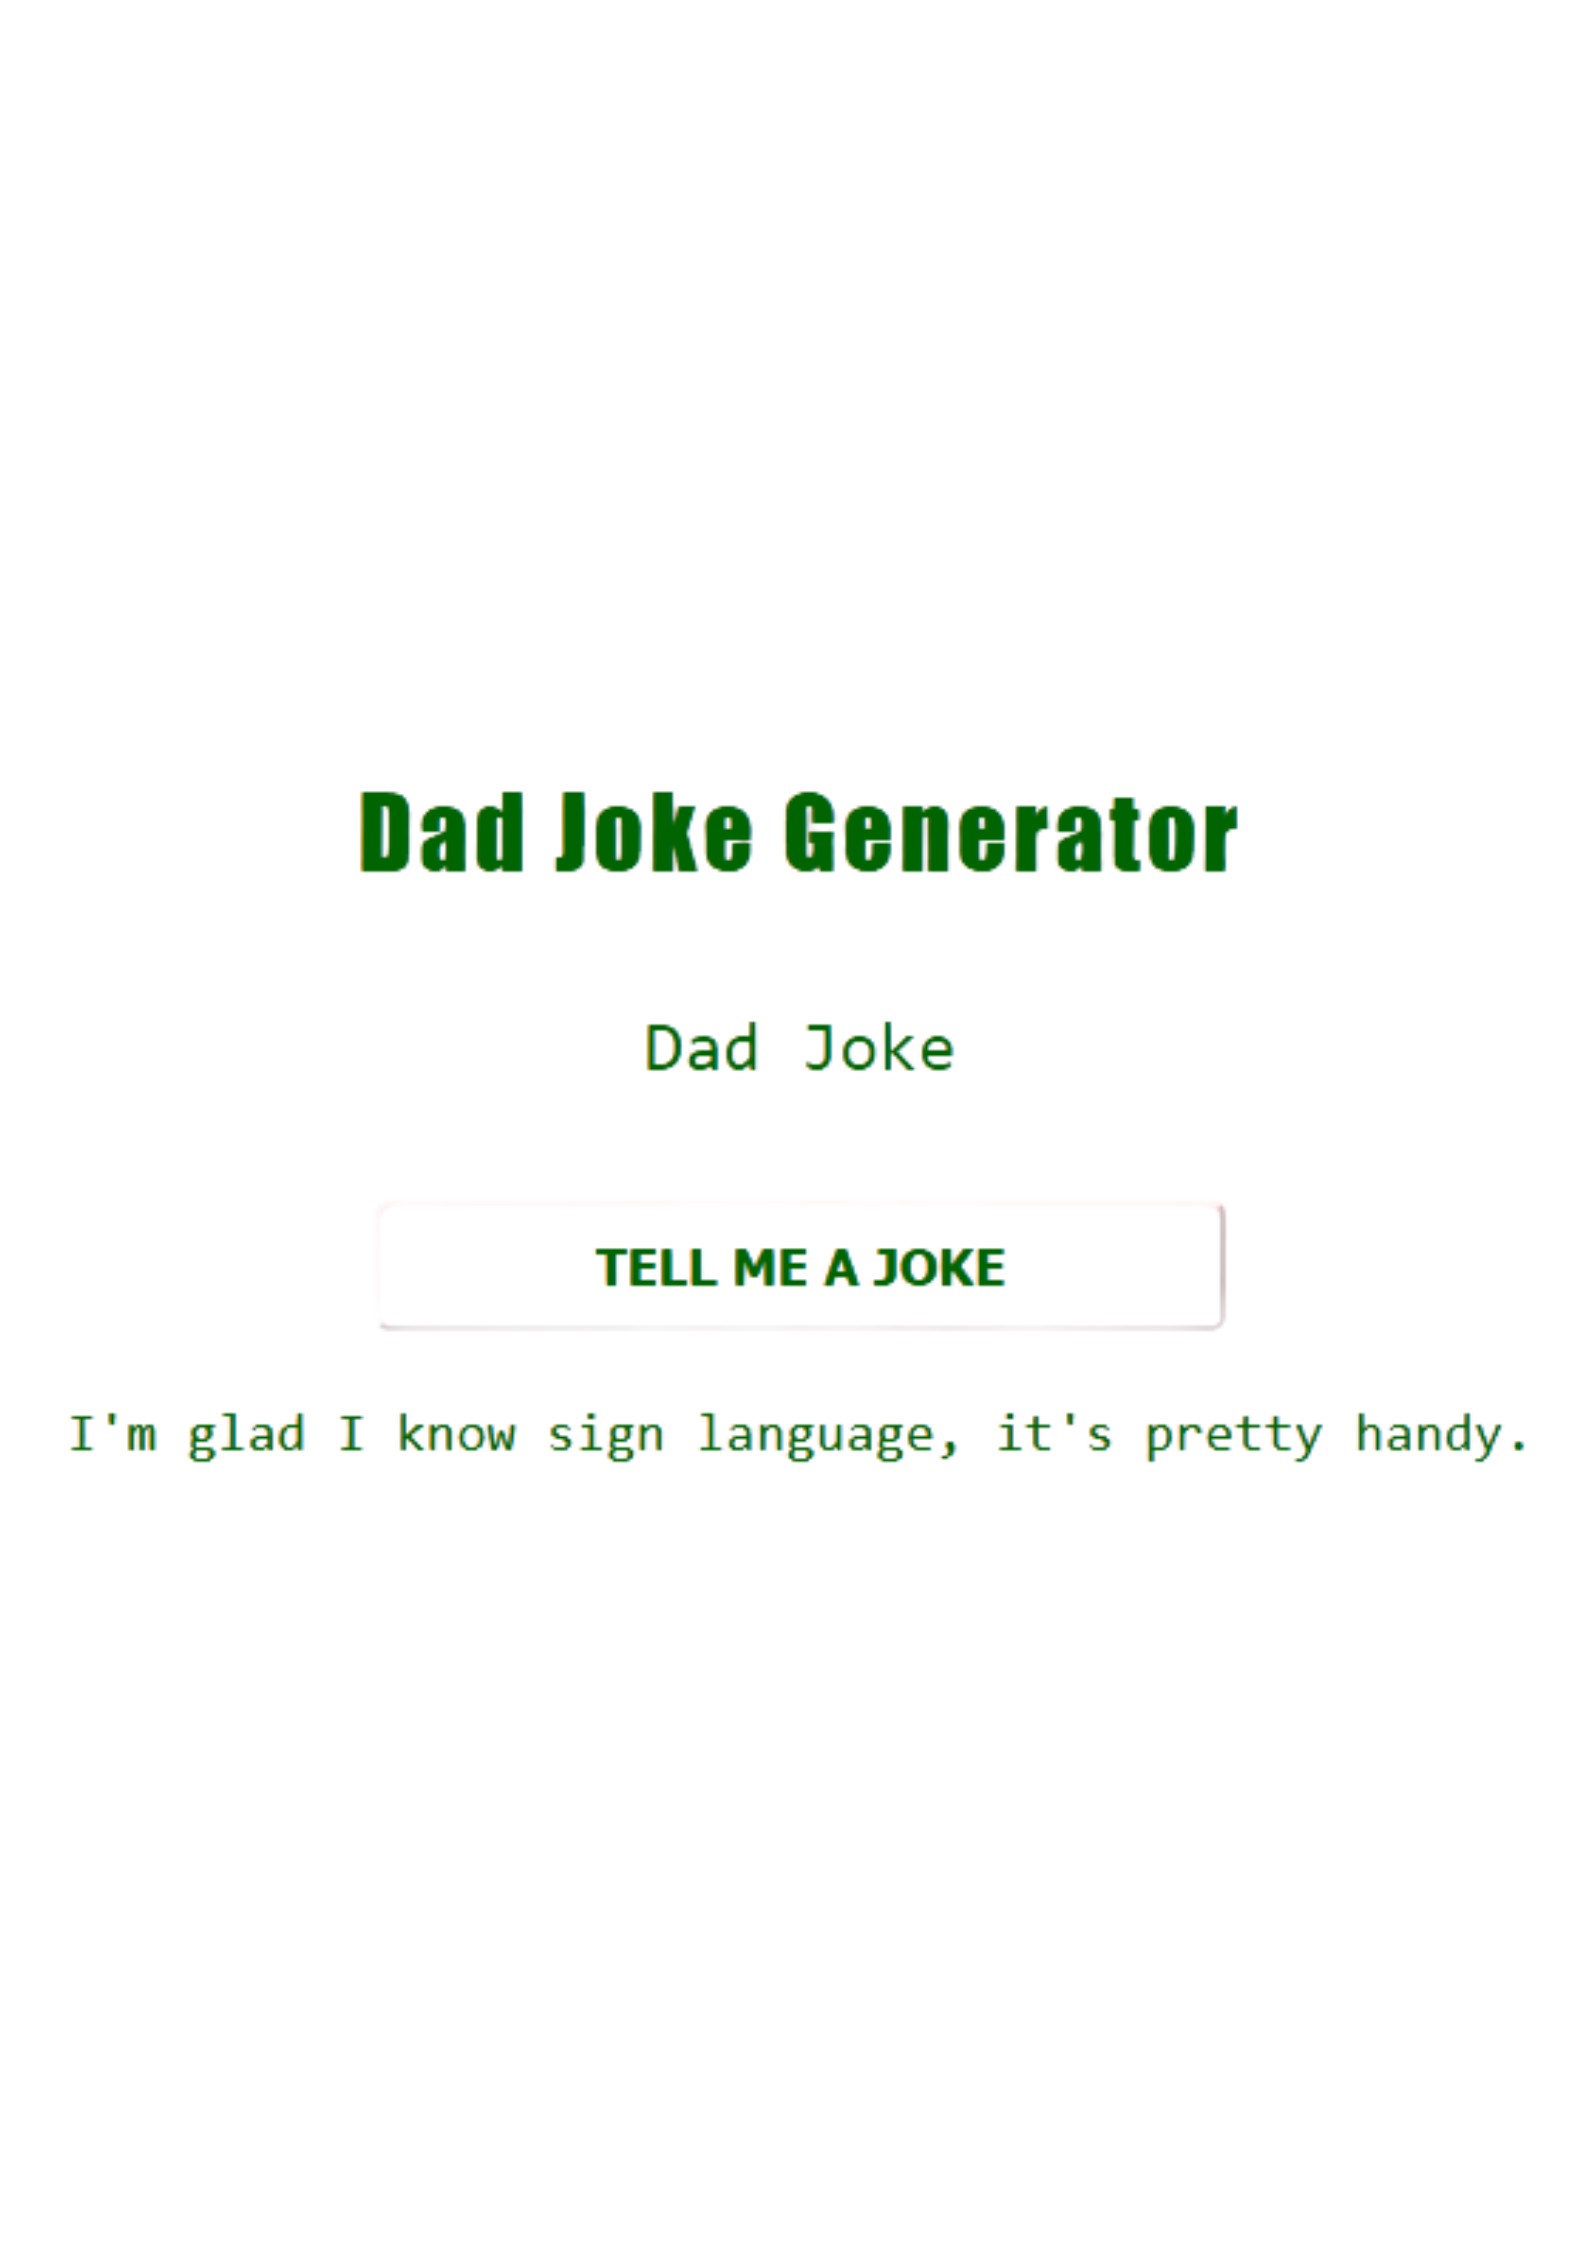 Dad Joke Generator
Dad Joke
TELL ME A JOKE
I'm glad I know sign language, it's pretty handy.